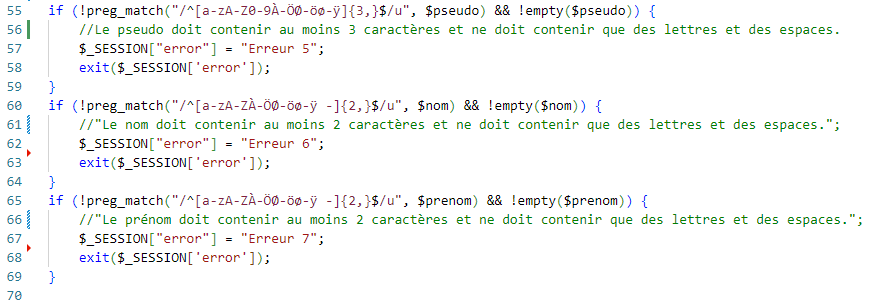 55 if (!preg_match("/^[a-zA-Z0-9À-ÖØ-öø-ÿ]{3,}$/u", $pseudo) && !empty($pseudo)) {
56 //Le pseudo doit contenir au moins 3 caractères et ne doit contenir que des lettres et des espaces.
57 $_SESSION["error"] = "Erreur 5";
58 exit($_SESSION['error']);
59 }
60 if (!preg_match("/^[a-zA-ZÀ-ÖØ-öø-ÿ -]{2,}$/u", $nom) && !empty($nom)) {
61 //"Le nom doit contenir au moins 2 caractères et ne doit contenir que des lettres et des espaces.";
62 $_SESSION["error"] = "Erreur 6";
63 exit($_SESSION['error']);
64 }
65 if (!preg_match("/^[a-zA-ZÀ-ÖØ-öø-ÿ -]{2,}$/u", $prenom) && !empty($prenom)) {
66 //"Le prénom doit contenir au moins 2 caractères et ne doit contenir que des lettres et des espaces.";
67 $_SESSION["error"] = "Erreur 7";
68 exit($_SESSION['error']);
69 }
70